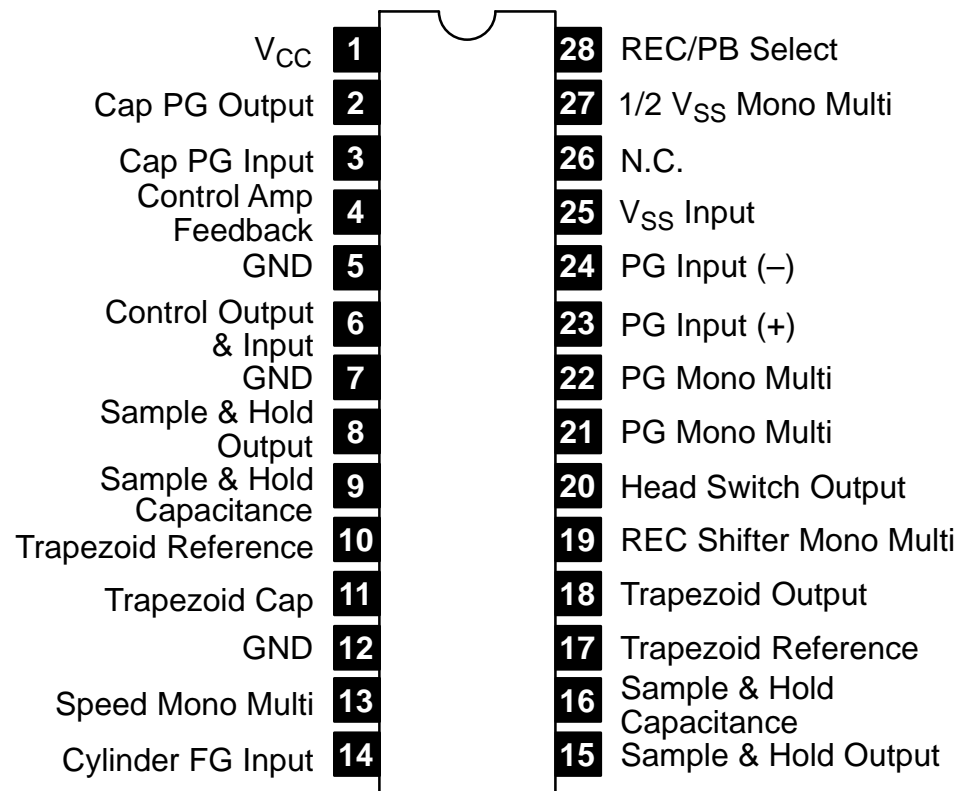 V_CC 1
Cap PG Output 2
Cap PG Input 3
Control Amp
Feedback 4
GND 5
Control Output
& Input 6
GND 7
Sample & Hold
Output 8
Sample & Hold
Capacitance 9
Trapezoid Reference 10
Trapezoid Cap 11
GND 12
Speed Mono Multi 13
Cylinder FG Input 14
28 REC/PB Select
27 1/2 V_SS Mono Multi
26 N.C.
25 V_SS Input
24 PG Input (–)
23 PG Input (+)
22 PG Mono Multi
21 PG Mono Multi
20 Head Switch Output
19 REC Shifter Mono Multi
18 Trapezoid Output
17 Trapezoid Reference
16 Sample & Hold
Capacitance
15 Sample & Hold Output